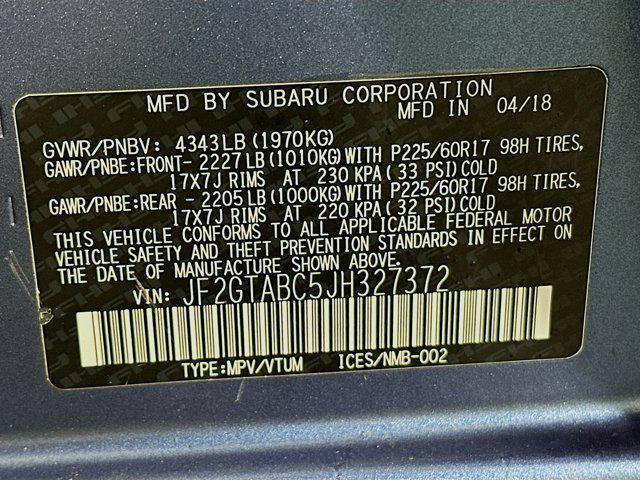 MFD BY SUBARU CORPORATION
MFD IN 04/18
GVWR/PNBV: 4343LB (1970KG)
GAWR/PNBE:FRONT- 2227LB (1010KG)WITH P225/60R17 98H TIRES,
17X7J RIMS AT 230 KPA (33 PSI) COLD
GAWR/PNBE:REAR - 2205LB (1000KG)WITH P225/60R17 98H TIRES,
17X7J RIMS AT 220 KPA (32 PSI) COLD
THIS VEHICLE CONFORMS TO ALL APPLICABLE FEDERAL MOTOR
VEHICLE SAFETY AND THEFT PREVENTION STANDARDS IN EFFECT ON
THE DATE OF MANUFACTURE SHOWN ABOVE.
VIN: JF2GTABC5JH327372
TYPE:MPV/VTUM ICES/NMB-002